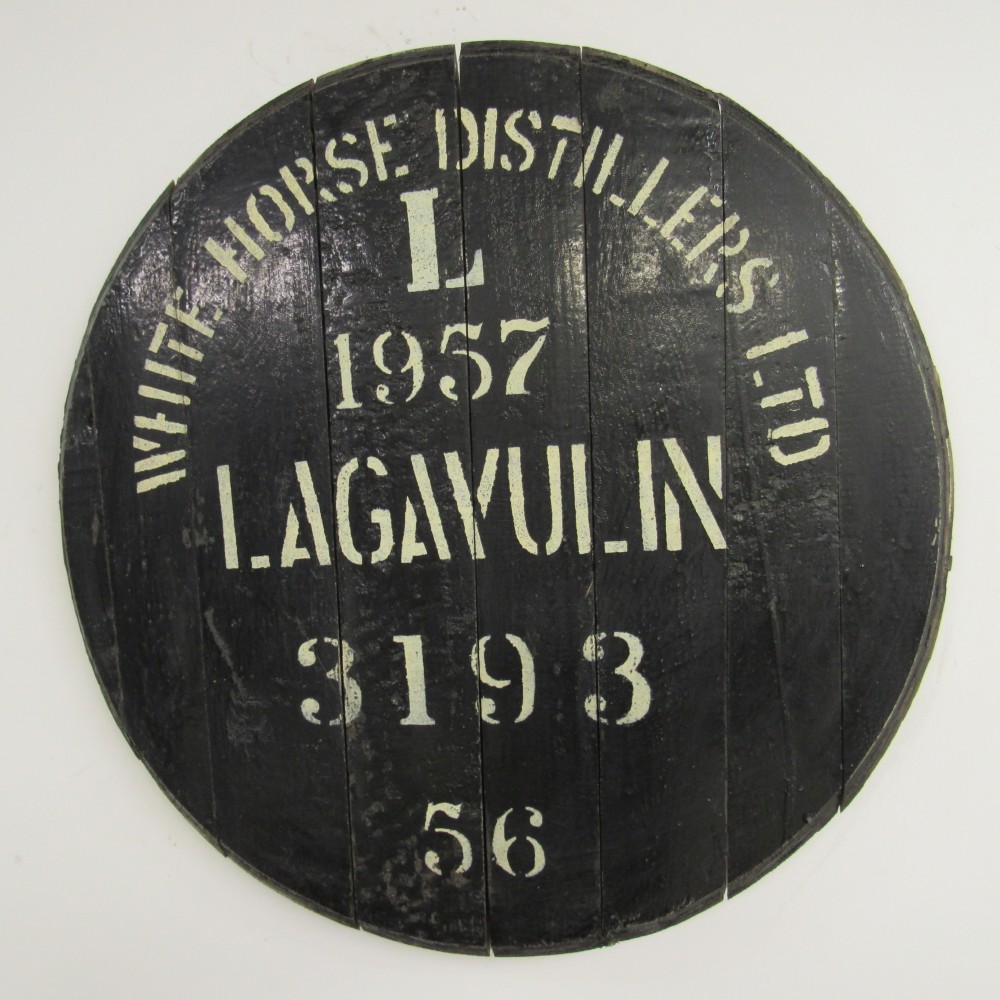 WHITE HORSE DISTILLERS LTD
L
1957
LAGAVULIN
3193
56